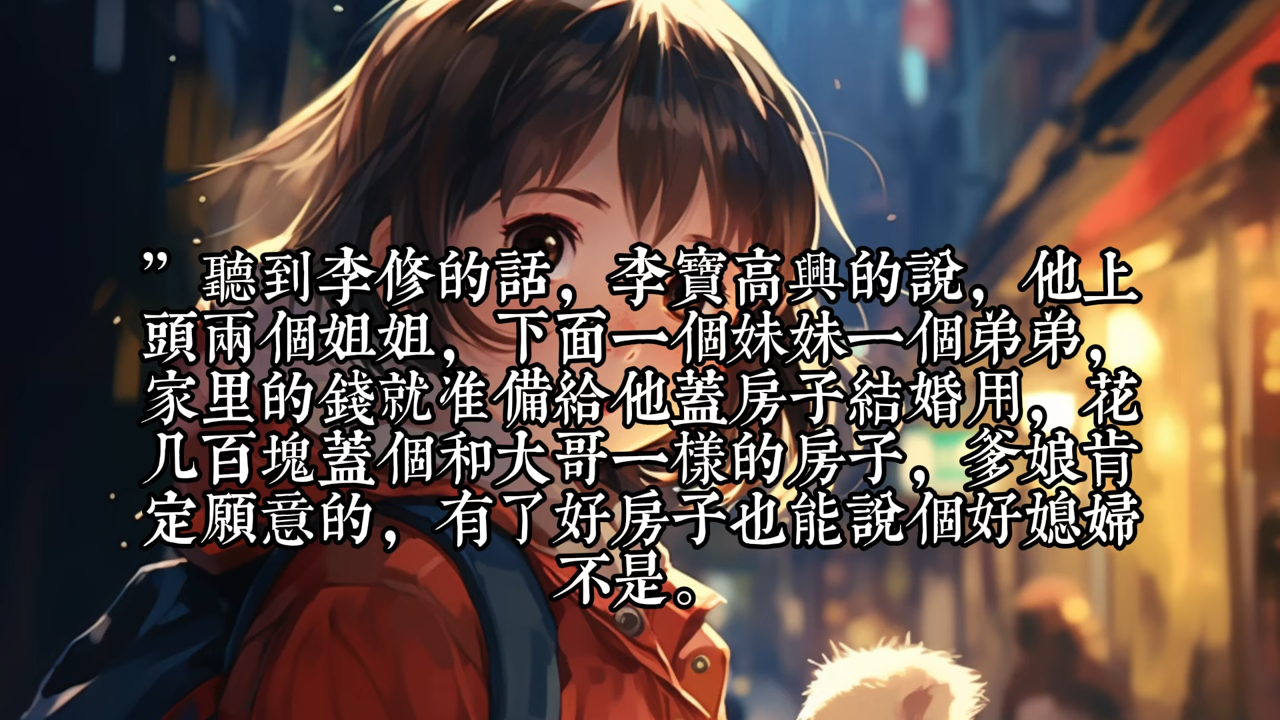 ”聽到李修的話，李寶高興的說，他上
頭兩個姐姐，下面一個妹妹一個弟弟，
家里的錢就准備給他蓋房子結婚用，花
几百塊蓋個和大哥一樣的房子，爹娘肯
定願意的，有了好房子也能說個好媳婦
不是。